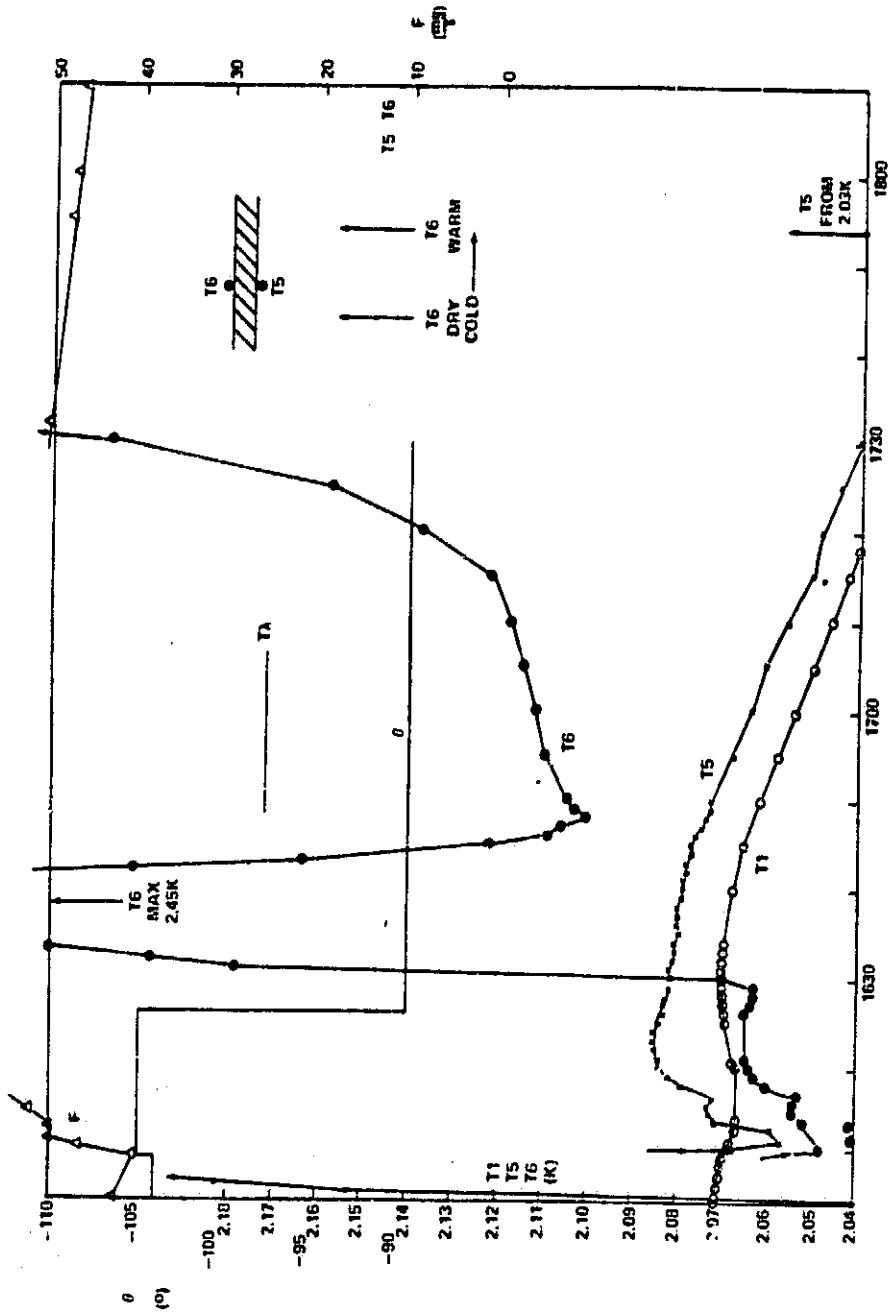 θ
(°)
-110
-105
-100
2.18
2.17
-95
2.16
2.15
2.14
-90
2.13
2.12
2.11
2.10
2.09
2.08
2.06
2.05
2.04
F
T1
T5
T6
(K)
T6
MAX
2.45K
Tλ
θ
T6
T5
T1
T6
T5
T6
DRY
COLD
T6
WARM
T5 T6
T5
FROM
2.03K
1630
1700
1730
1800
50
40
30
20
10
0
F